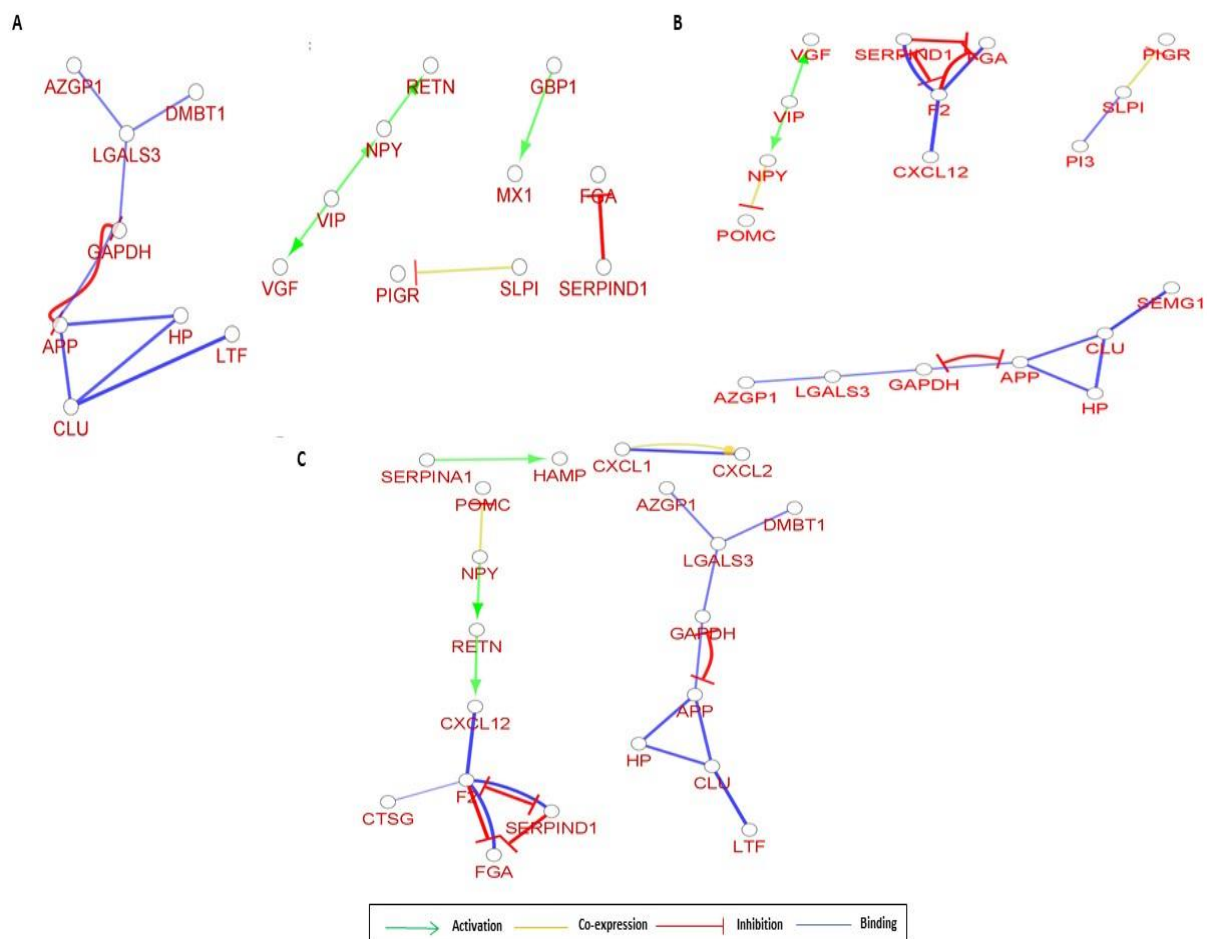 A
AZGP1
DMBT1
LGALS3
GAPDH
APP
HP
LTF
CLU
RETN
NPY
VIP
VGF
GBP1
MX1
FGA
PIGR
SLPI
SERPIND1
B
VGF
VIP
NPY
POMC
SERPIND1
FGA
F2
CXCL12
PIGR
SLPI
PI3
SEMG1
CLU
APP
GAPDH
LGALS3
AZGP1
HP
C
SERPINA1
HAMP
CXCL1
CXCL2
POMC
NPY
RETN
CXCL12
F2
CTSG
SERPIND1
FGA
AZGP1
DMBT1
LGALS3
GAPDH
APP
HP
CLU
LTF
Activation Co-expression Inhibition Binding